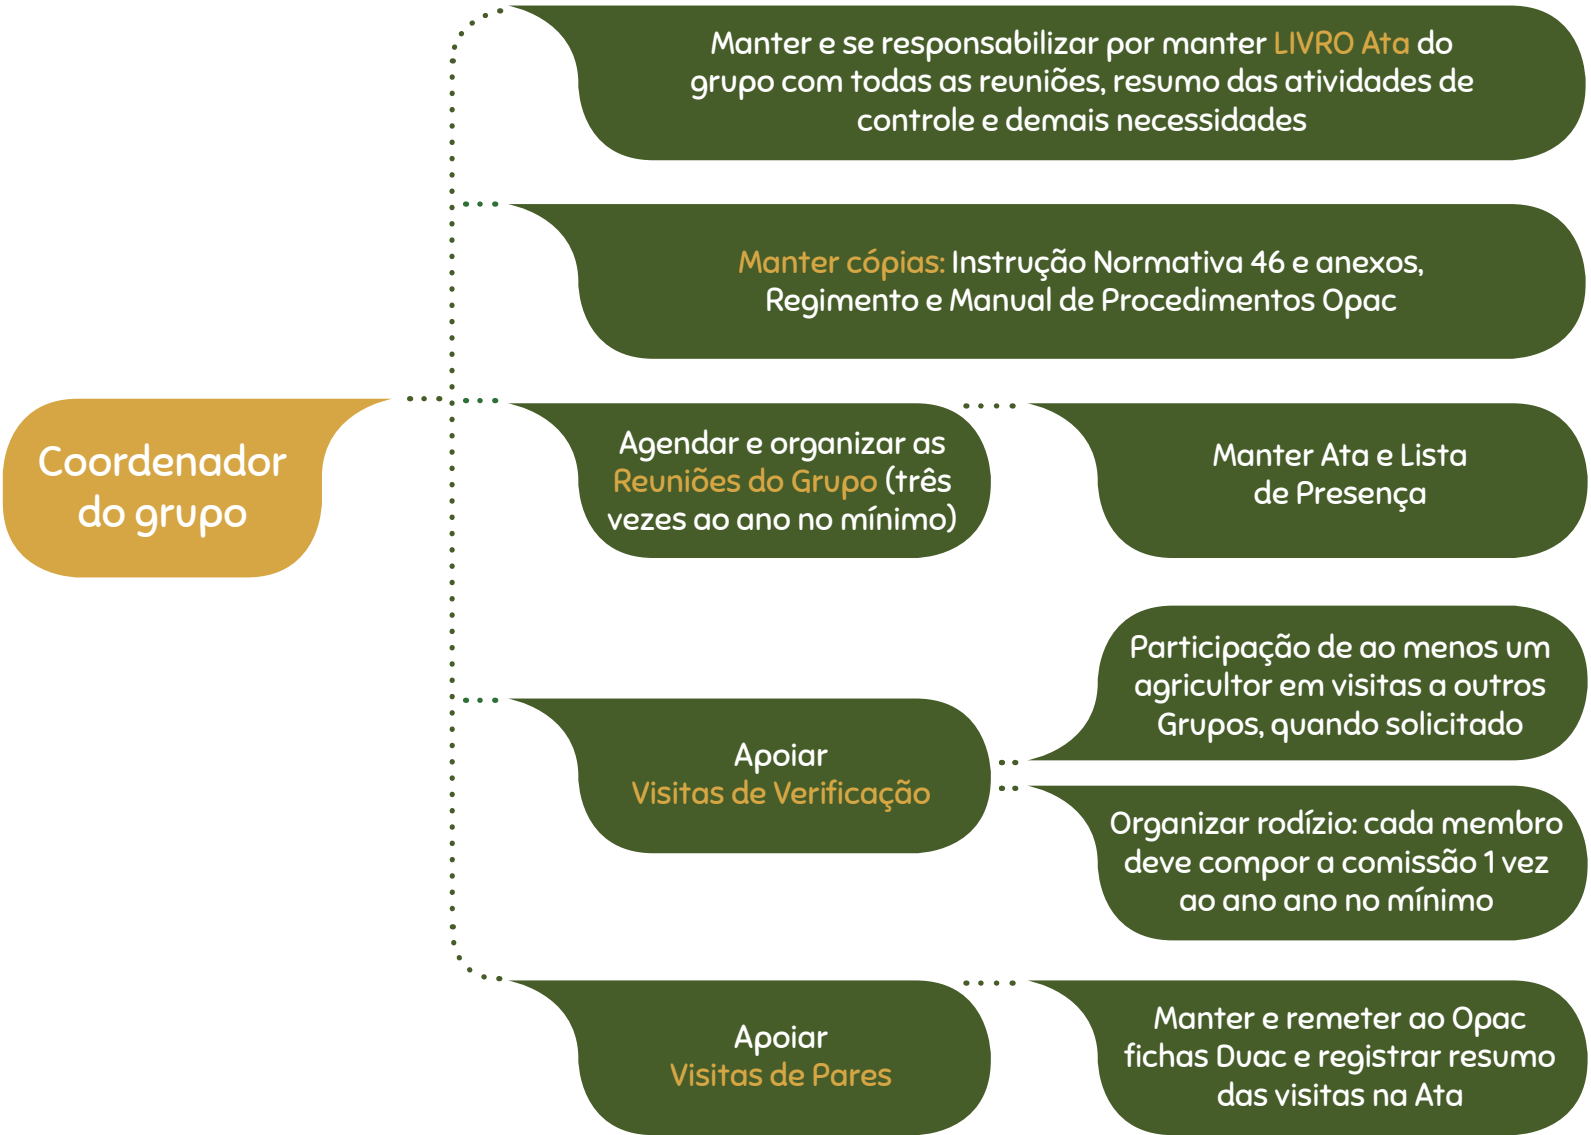 Manter e se responsabilizar por manter LIVRO Ata do
grupo com todas as reuniões, resumo das atividades de
controle e demais necessidades
Manter cópias: Instrução Normativa 46 e anexos,
Regimento e Manual de Procedimentos Opac
Coordenador
do grupo
Agendar e organizar as
Reuniões do Grupo (três
vezes ao ano no mínimo)
Manter Ata e Lista
de Presença
Apoiar
Visitas de Verificação
Participação de ao menos um
agricultor em visitas a outros
Grupos, quando solicitado
Organizar rodízio: cada membro
deve compor a comissão 1 vez
ao ano ano no mínimo
Apoiar
Visitas de Pares
Manter e remeter ao Opac
fichas Duac e registrar resumo
das visitas na Ata